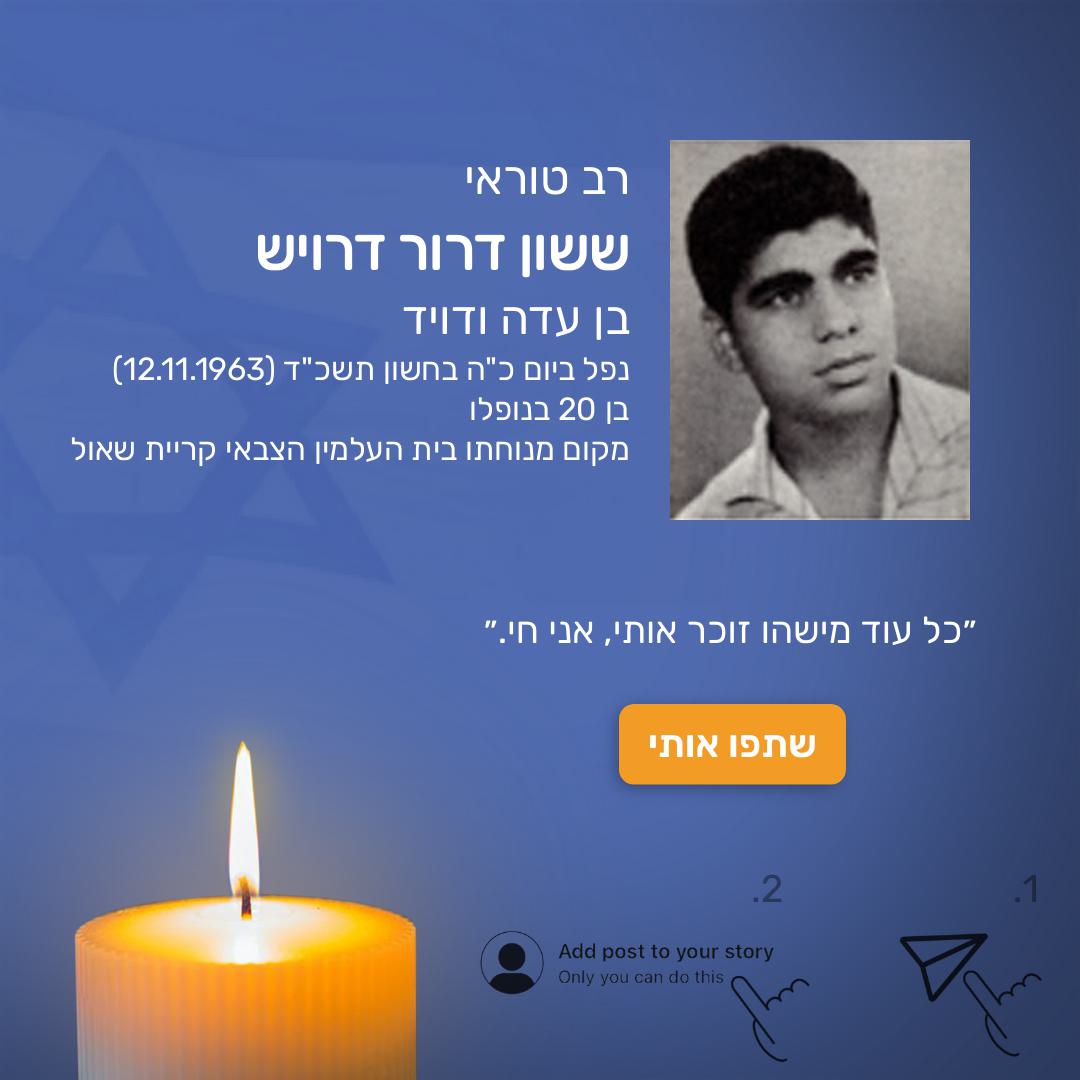 רב טוראי
ששון דרור דרויש
בן עדה ודויד
נפל ביום כ"ה בחשון תשכ"ד (12.11.1963)
בן 20 בנופלו
מקום מנוחתו בית העלמין הצבאי קריית שאול
״כל עוד מישהו זוכר אותי, אני חי.״
שתפו אותי
.1
.2
Add post to your story
Only you can do this